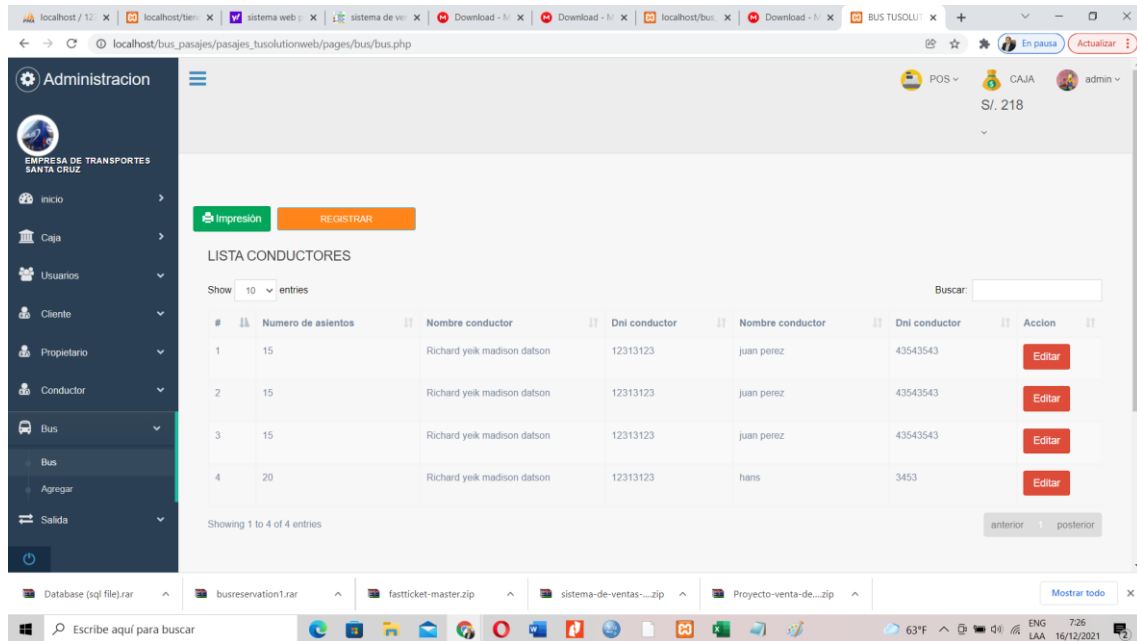 localhost / 12
localhost/tien
sistema web p
sistema de ve
Download - M
Download - M
localhost/bus
Download - M
BUS TUSOLUT
localhost/bus_pasajes/pasajes_tusolutionweb/pages/bus/bus.php
En pausa
Actualizar
Administracion
POS
CAJA
admin
S/. 218
EMPRESA DE TRANSPORTES
SANTA CRUZ
inicio
Caja
Usuarios
Cliente
Propietario
Conductor
Bus
Bus
Agregar
Salida
Impresión
REGISTRAR
LISTA CONDUCTORES
Show 10 entries
Buscar:
# Numero de asientos Nombre conductor Dni conductor Nombre conductor Dni conductor Accion
1 15 Richard yeik madison datson 12313123 juan perez 43543543 Editar
2 15 Richard yeik madison datson 12313123 juan perez 43543543 Editar
3 15 Richard yeik madison datson 12313123 juan perez 43543543 Editar
4 20 Richard yeik madison datson 12313123 hans 3453 Editar
Showing 1 to 4 of 4 entries
anterior 1 posterior
Database (sql file).rar
busreservation1.rar
fastticket-master.zip
sistema-de-ventas-....zip
Proyecto-venta-de....zip
Mostrar todo
Escribe aquí para buscar
63°F
ENG
LAA
7:26
16/12/2021
2